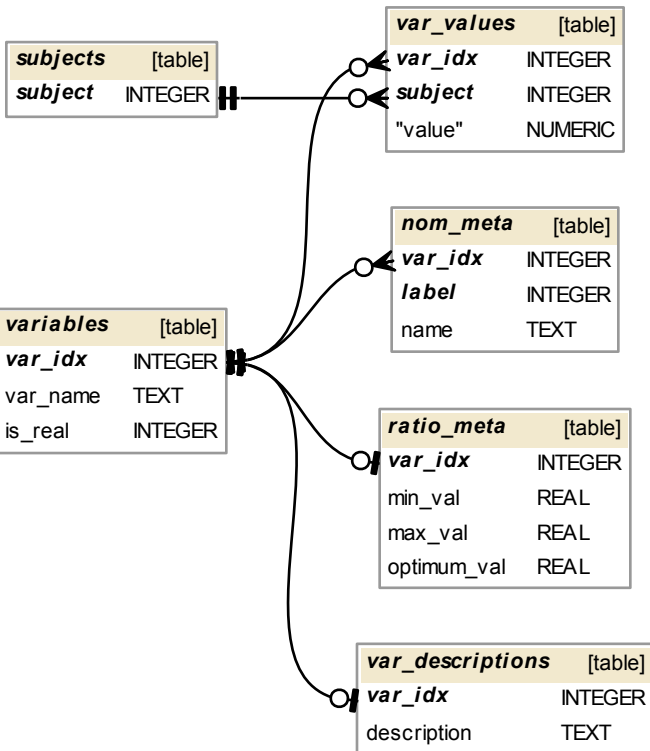 subjects [table]
subject INTEGER
var_values [table]
var_idx INTEGER
subject INTEGER
"value" NUMERIC
nom_meta [table]
var_idx INTEGER
label INTEGER
name TEXT
variables [table]
var_idx INTEGER
var_name TEXT
is_real INTEGER
ratio_meta [table]
var_idx INTEGER
min_val REAL
max_val REAL
optimum_val REAL
var_descriptions [table]
var_idx INTEGER
description TEXT